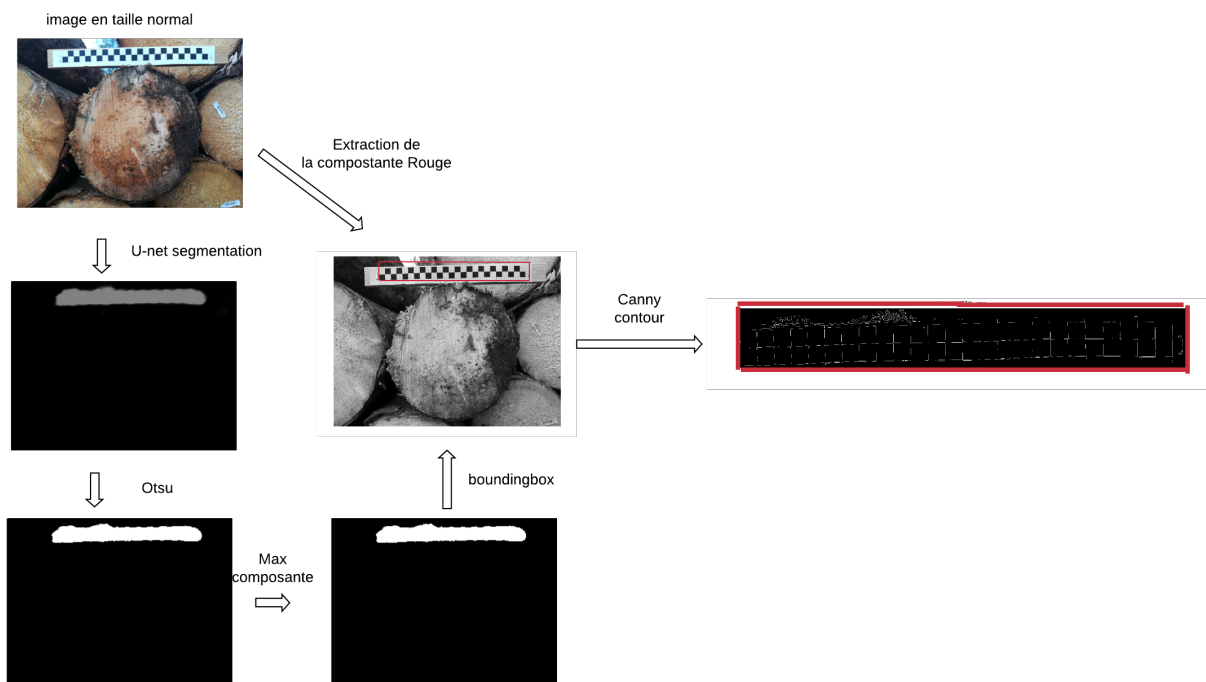 image en taille normal
Extraction de
la compostante Rouge
U-net segmentation
Canny
contour
Otsu
boundingbox
Max
composante